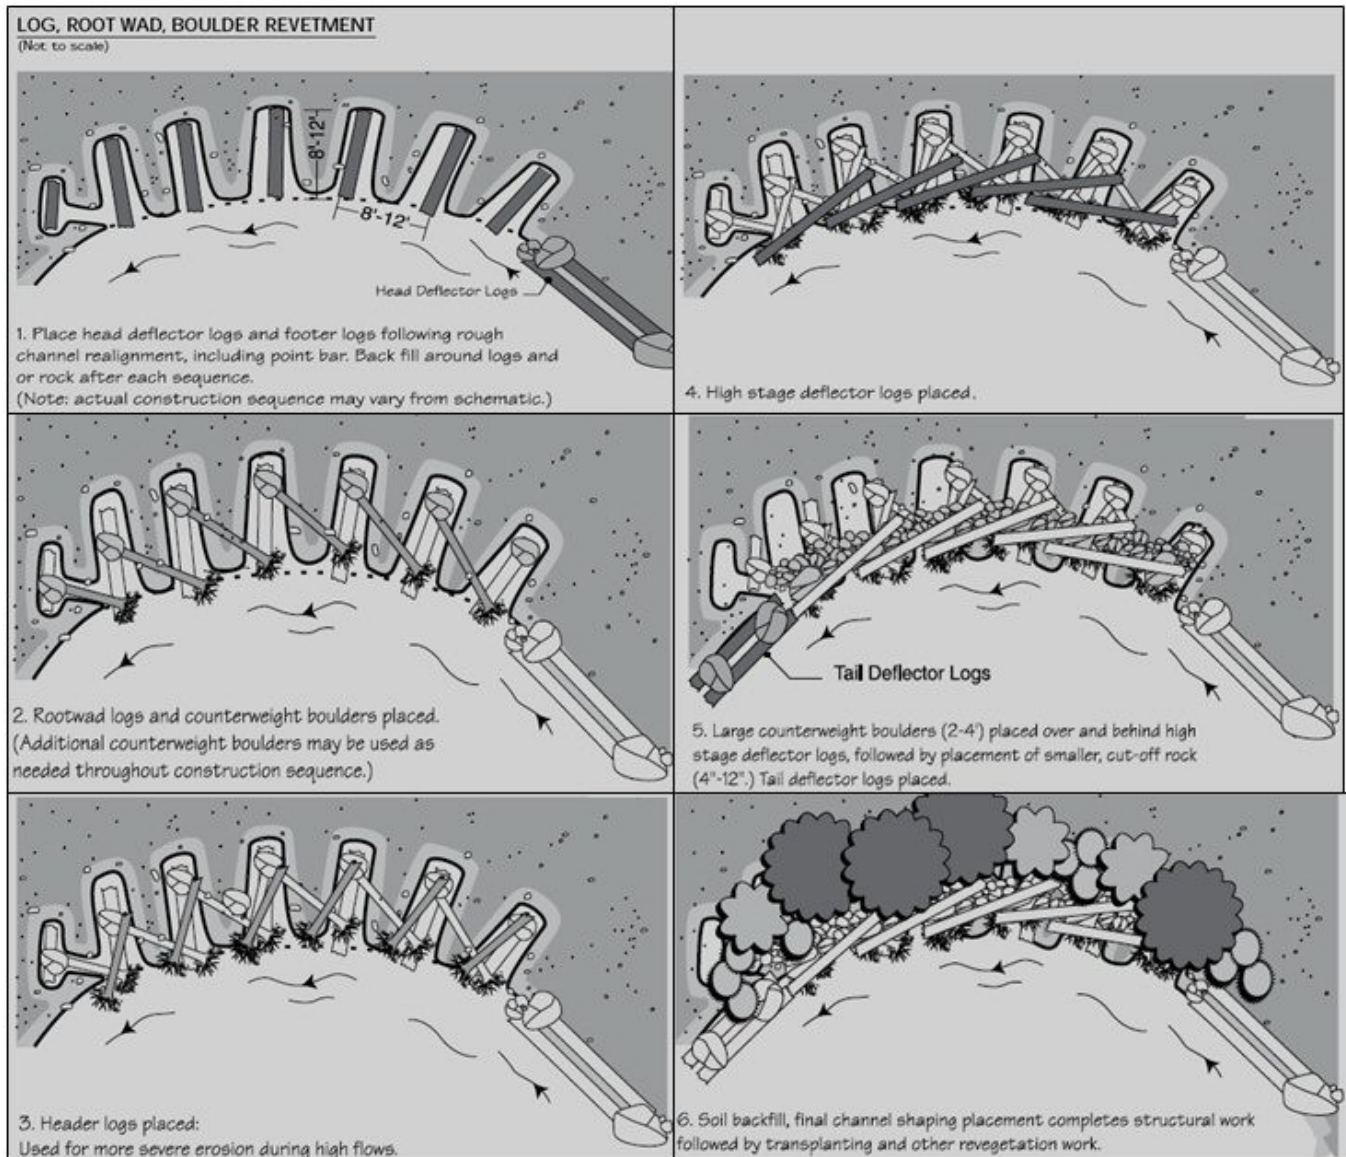 LOG, ROOT WAD, BOULDER REVETMENT
(Not to scale)
8'-12'
8'-12'
Head Deflector Logs
1. Place head deflector logs and footer logs following rough
channel realignment, including point bar. Back fill around logs and
or rock after each sequence.
(Note: actual construction sequence may vary from schematic.)
2. Rootwad logs and counterweight boulders placed.
(Additional counterweight boulders may be used as
needed throughout construction sequence.)
3. Header logs placed:
Used for more severe erosion during high flows.
4. High stage deflector logs placed.
Tail Deflector Logs
5. Large counterweight boulders (2-4') placed over and behind high
stage deflector logs, followed by placement of smaller, cut-off rock
(4"-12".) Tail deflector logs placed.
6. Soil backfill, final channel shaping placement completes structural work
followed by transplanting and other revegetation work.